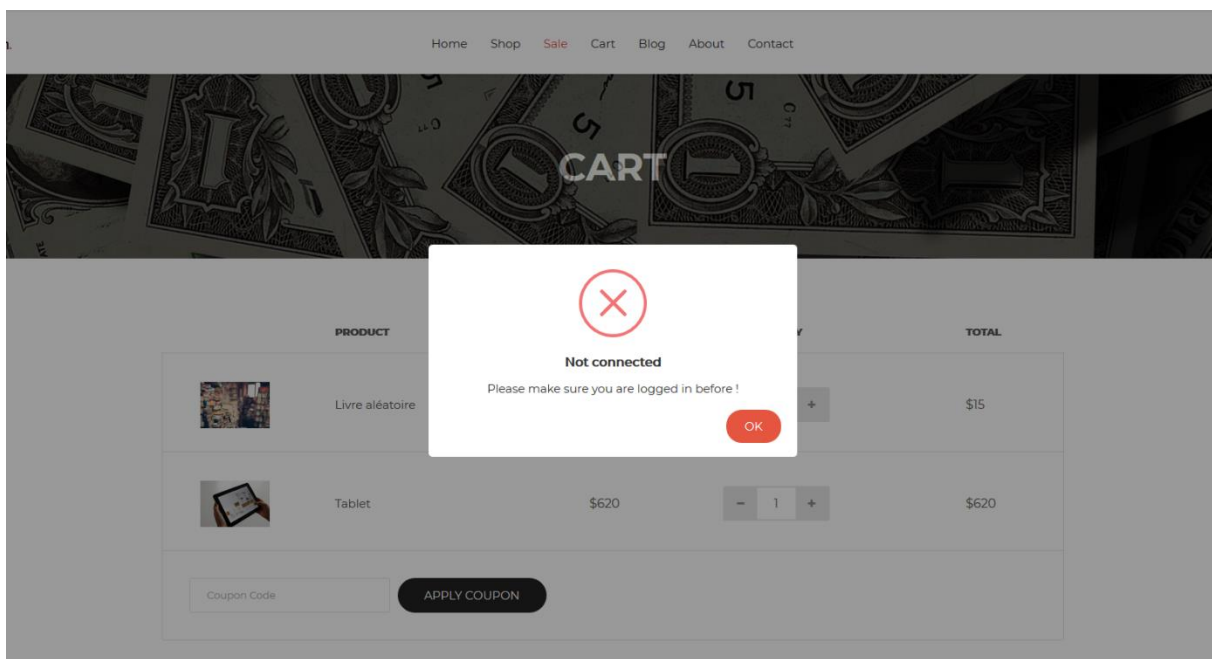 Home Shop Sale Cart Blog About Contact
CART
PRODUCT TOTAL
Not connected
Please make sure you are logged in before !
OK
Livre aléatoire + $15
Tablet $620 - 1 + $620
Coupon Code APPLY COUPON